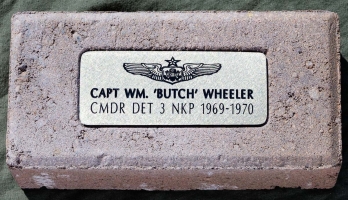 CAPT WM. 'BUTCH' WHEELER
CMDR DET 3 NKP 1969-1970